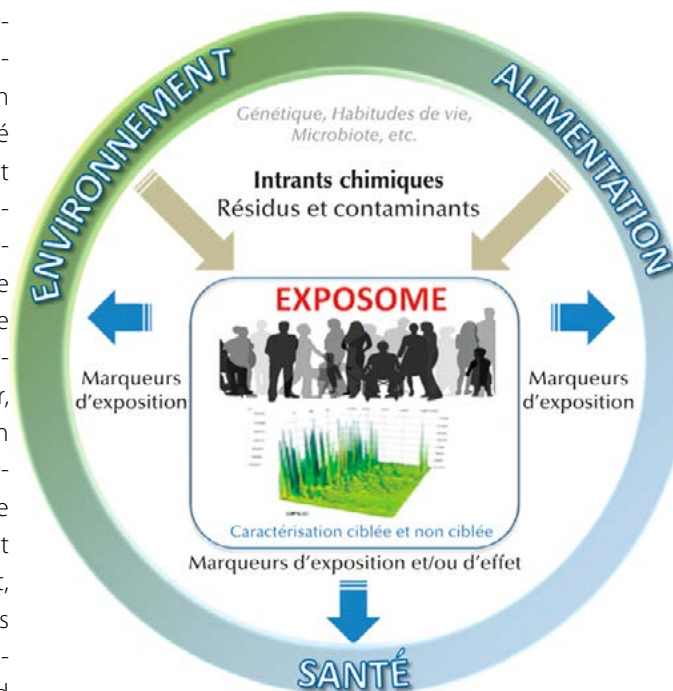 -
-
n
é
t
-
-
e
e
-
r,
n
-
e
t
t,
s
-
d
ENVIRONNEMENT
ALIMENTATION
Génétique, Habitudes de vie,
Microbiote, etc.
Intrants chimiques
Résidus et contaminants
EXPOSOME
Marqueurs
d'exposition
Marqueurs
d'exposition
Caractérisation ciblée et non ciblée
Marqueurs d'exposition et/ou d'effet
SANTÉ